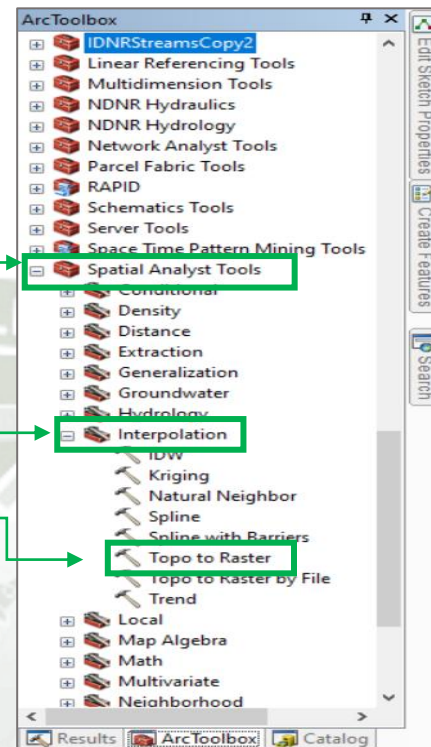 ArcToolbox
IDNRStreamsCopy2
Linear Referencing Tools
Multidimension Tools
NDNR Hydraulics
NDNR Hydrology
Network Analyst Tools
Parcel Fabric Tools
RAPID
Schematics Tools
Server Tools
Space Time Pattern Mining Tools
Spatial Analyst Tools
Conditional
Density
Distance
Extraction
Generalization
Groundwater
Hydrology
Interpolation
IDW
Kriging
Natural Neighbor
Spline
Spline with Barriers
Topo to Raster
Topo to Raster by File
Trend
Local
Map Algebra
Math
Multivariate
Neighborhood
Results ArcToolbox Catalog
Edit Sketch Properties
Create Features
Search